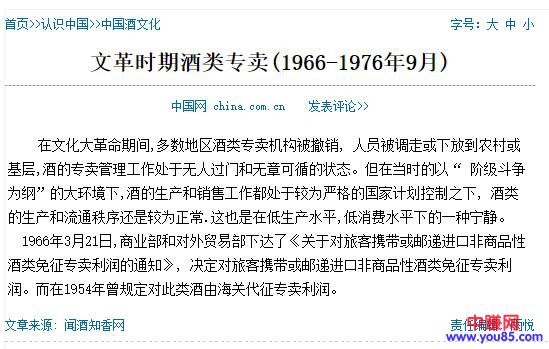 首页>>认识中国>>中国酒文化 字号：大 中 小
文革时期酒类专卖(1966-1976年9月)
中国网 china.com.cn 发表评论>>
在文化大革命期间,多数地区酒类专卖机构被撤销，人员被调走或下放到农村或
基层,酒的专卖管理工作处于无人过门和无章可循的状态。但在当时的以“ 阶级斗争
为纲”的大环境下,酒的生产和销售工作都处于较为严格的国家计划控制之下，酒类
的生产和流通秩序还是较为正常.这也是在低生产水平,低消费水平下的一种宁静。
1966年3月21日,商业部和对外贸易部下达了《关于对旅客携带或邮递进口非商品性
酒类免征专卖利润的通知》，决定对旅客携带或邮递进口非商品性酒类免征专卖利
润。而在1954年曾规定对此类酒由海关代征专卖利润。
文章来源：闻酒知香网 责任编辑：雨悦
中赚网
www.you85.com